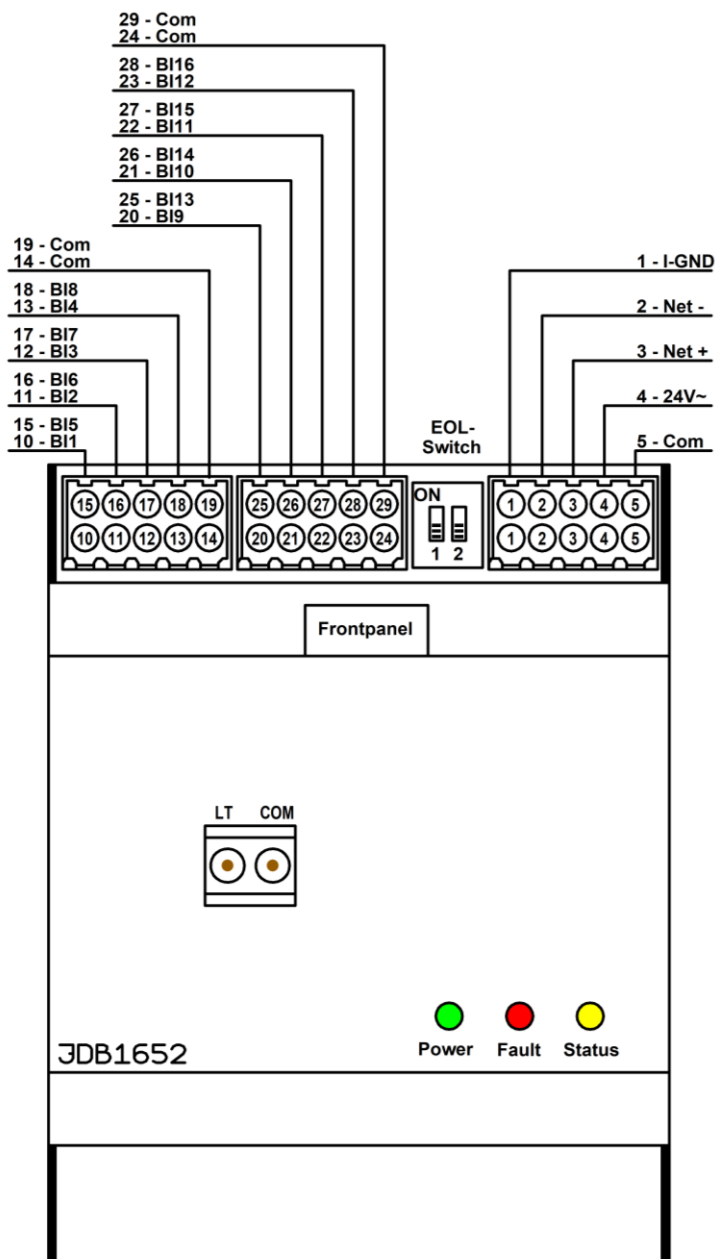 29 - Com
24 - Com
28 - BI16
23 - BI12
27 - BI15
22 - BI11
26 - BI14
21 - BI10
25 - BI13
20 - BI9
19 - Com
14 - Com
18 - BI8
13 - BI4
17 - BI7
12 - BI3
16 - BI6
11 - BI2
15 - BI5
10 - BI1
1 - I-GND
2 - Net -
3 - Net +
4 - 24V~
5 - Com
EOL-
Switch
15 16 17 18 19
10 11 12 13 14
25 26 27 28 29
20 21 22 23 24
ON
1 2
1 2 3 4 5
1 2 3 4 5
Frontpanel
LT COM
Power Fault Status
JDB1652